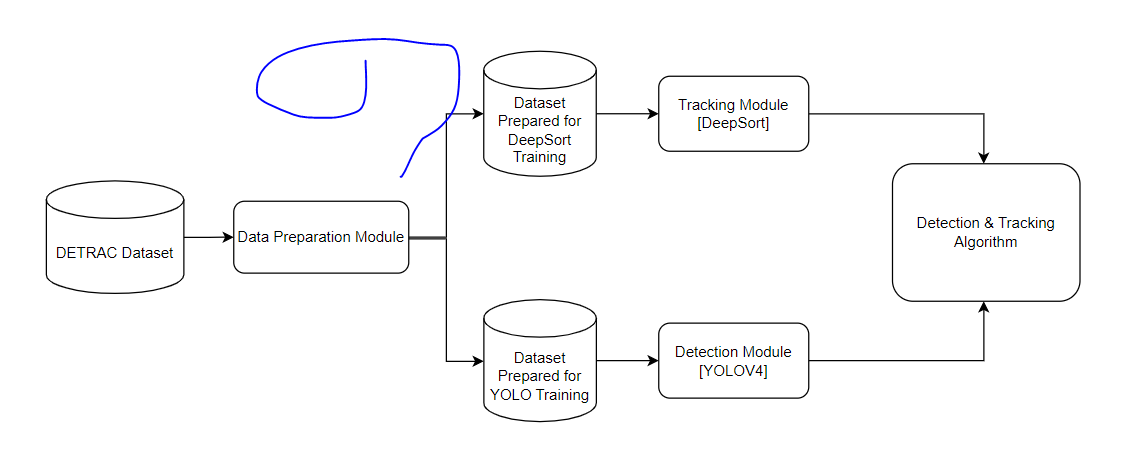 DETRAC Dataset
Data Preparation Module
Dataset
Prepared for
DeepSort
Training
Tracking Module
[DeepSort]
Dataset
Prepared for
YOLO Training
Detection Module
[YOLOV4]
Detection & Tracking
Algorithm